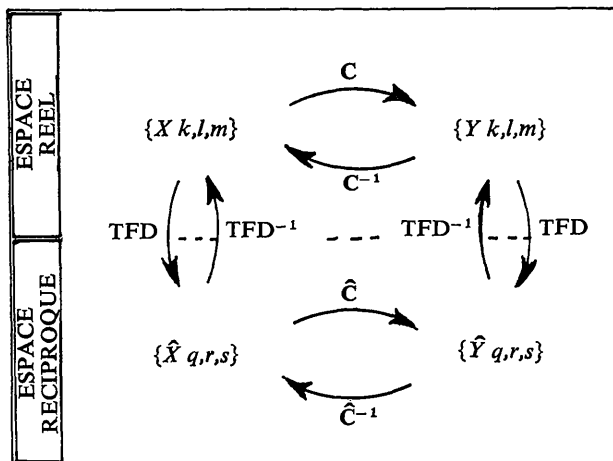 ESPACE
REEL
C
{X k,l,m}
{Y k,l,m}
C⁻¹
TFD
TFD⁻¹
TFD⁻¹
TFD
ESPACE
RECIPROQUE
Ĉ
{X̂ q,r,s}
{Ŷ q,r,s}
Ĉ⁻¹